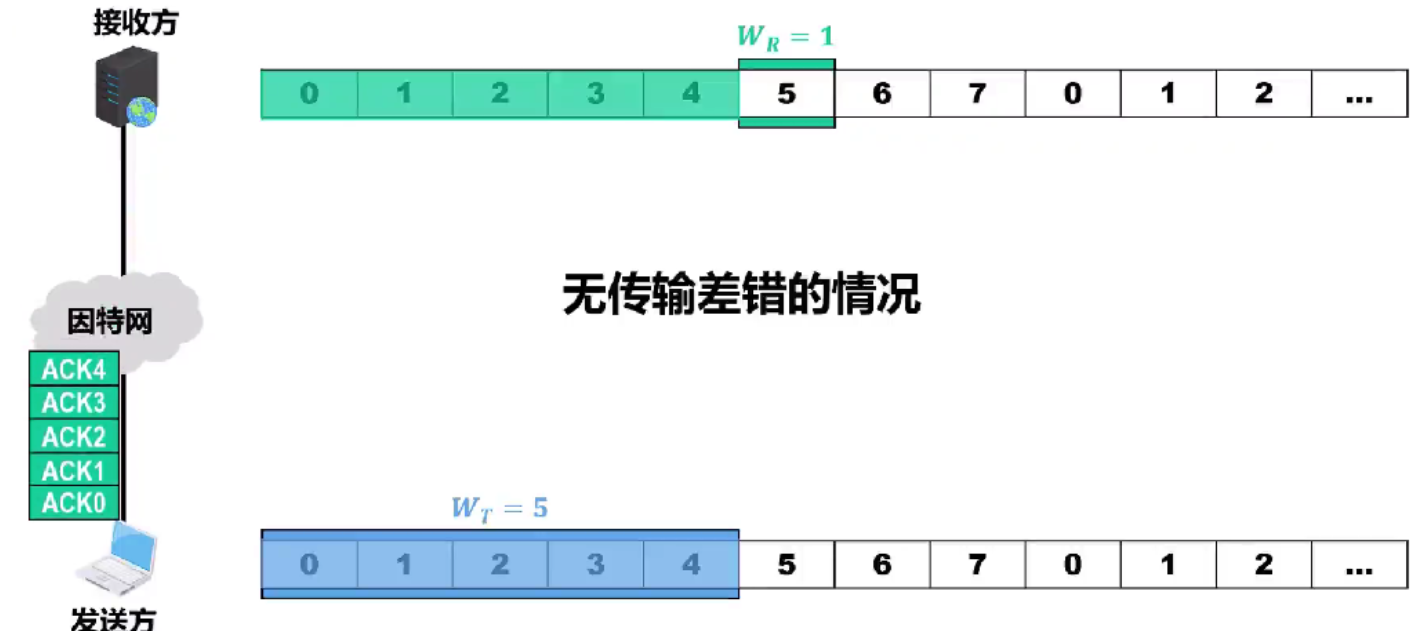 接收方
W_R = 1
0 1 2 3 4 5 6 7 0 1 2 ...
无传输差错的情况
因特网
ACK4
ACK3
ACK2
ACK1
ACK0
W_T = 5
0 1 2 3 4 5 6 7 0 1 2 ...
发送方